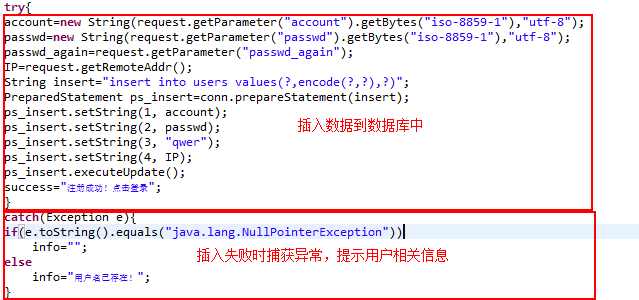 try{
account=new String(request.getParameter("account").getBytes("iso-8859-1"),"utf-8");
passwd=new String(request.getParameter("passwd").getBytes("iso-8859-1"),"utf-8");
passwd_again=request.getParameter("passwd_again");
IP=request.getRemoteAddr();
String insert="insert into users values(?,encode(?,?),?)";
PreparedStatement ps_insert=conn.prepareStatement(insert);
ps_insert.setString(1, account);
ps_insert.setString(2, passwd);
插入数据到数据库中
ps_insert.setString(3, "qwer");
ps_insert.setString(4, IP);
ps_insert.executeUpdate();
success="注册成功！点击登录";
}
catch(Exception e){
if(e.toString().equals("java.lang.NullPointerException"))
info="";
插入失败时捕获异常，提示用户相关信息
else
info="用户名已存在！";
}